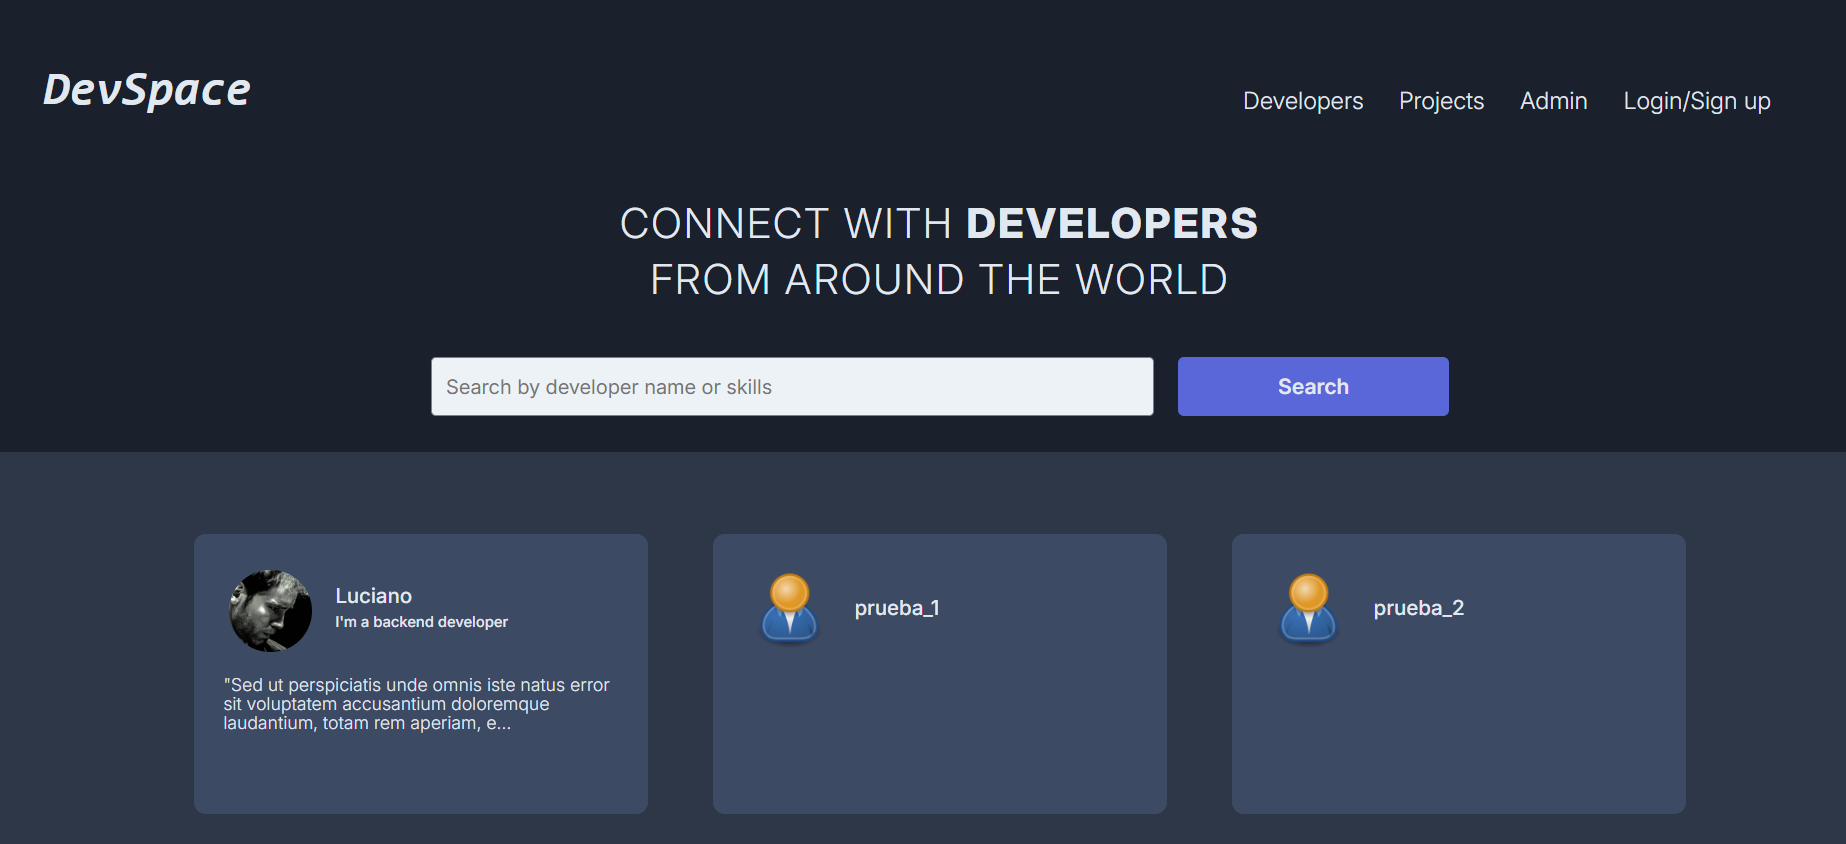 DevSpace
Developers Projects Admin Login/Sign up
CONNECT WITH DEVELOPERS
FROM AROUND THE WORLD
Search by developer name or skills
Search
Luciano
I'm a backend developer
"Sed ut perspiciatis unde omnis iste natus error
sit voluptatem accusantium doloremque
laudantium, totam rem aperiam, e...
prueba_1
prueba_2